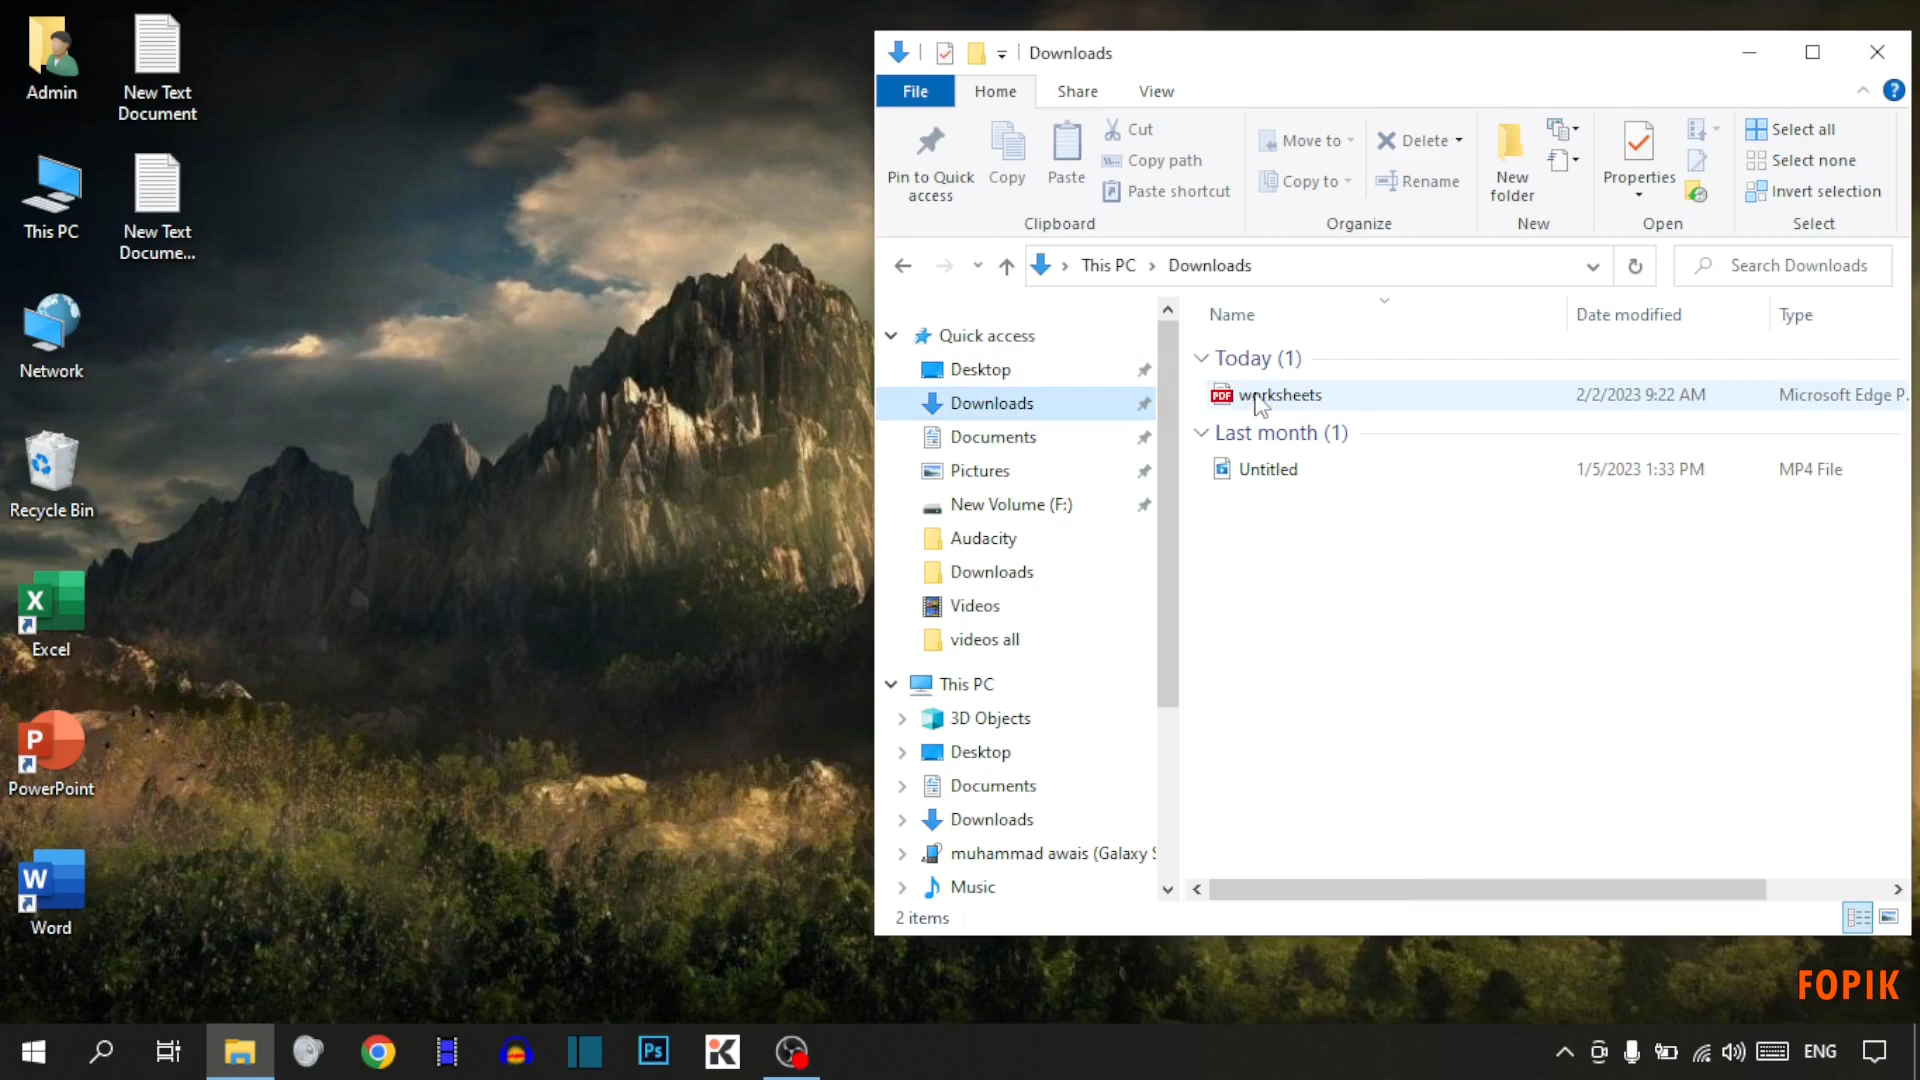 Admin
New Text
Document
This PC
New Text
Docume...
Network
Recycle Bin
X
Excel
P
PowerPoint
W
Word
Downloads
File
Home
Share
View
?
Pin to Quick
access
Copy
Paste
Cut
Copy path
Paste shortcut
Clipboard
Move to
Copy to
Delete
Rename
Organize
New
folder
New
Properties
Open
Select all
Select none
Invert selection
Select
This PC
Downloads
Search Downloads
Name
Date modified
Type
Quick access
Desktop
Downloads
Documents
Pictures
New Volume (F:)
Audacity
Downloads
Videos
videos all
This PC
3D Objects
Desktop
Documents
Downloads
muhammad awais (Galaxy S
Music
Today (1)
PDF worksheets 2/2/2023 9:22 AM Microsoft Edge P.
Last month (1)
Untitled 1/5/2023 1:33 PM MP4 File
2 items
FOPIK
Ps
K
ENG